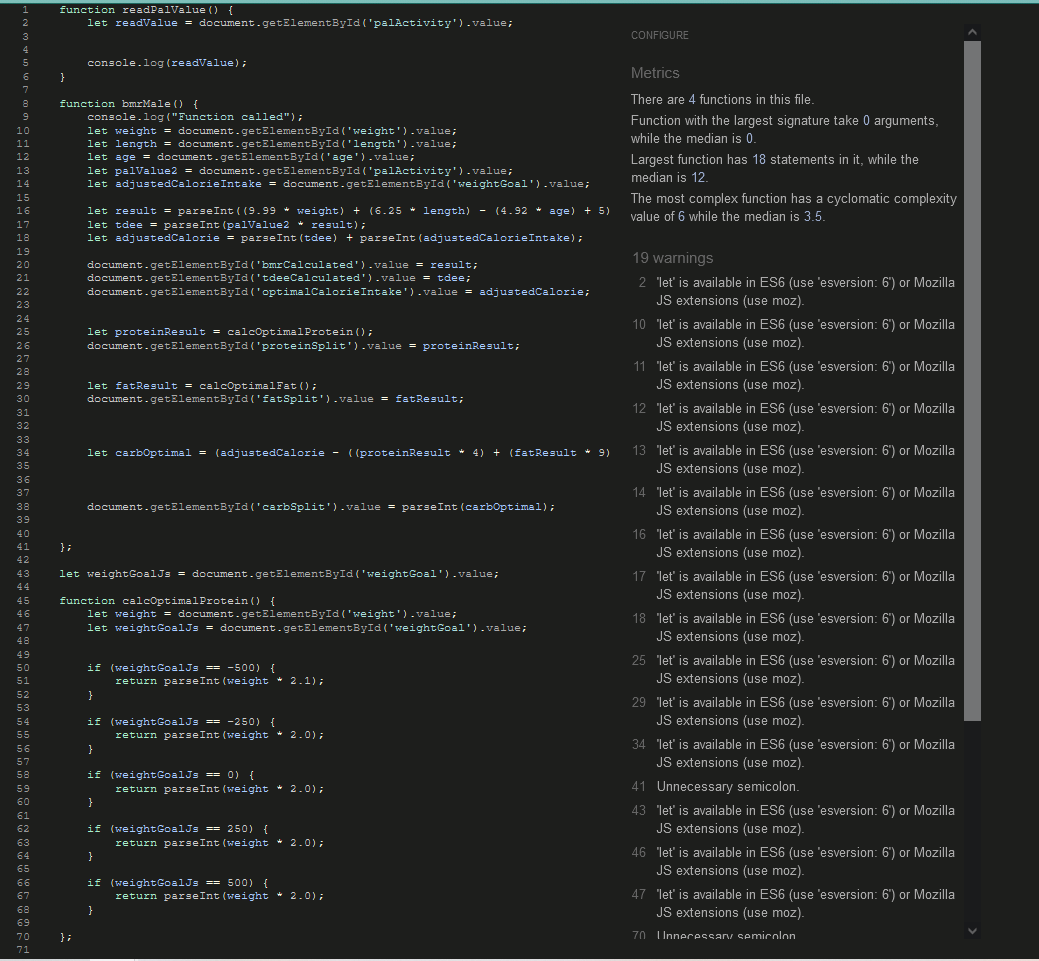 1 function readPalValue() {
2 let readValue = document.getElementById('palActivity').value;
3
4
5 console.log(readValue);
6 }
7
8 function bmrMale() {
9 console.log("Function called");
10 let weight = document.getElementById('weight').value;
11 let length = document.getElementById('length').value;
12 let age = document.getElementById('age').value;
13 let palValue2 = document.getElementById('palActivity').value;
14 let adjustedCalorieIntake = document.getElementById('weightGoal').value;
15
16 let result = parseInt((9.99 * weight) + (6.25 * length) - (4.92 * age) + 5)
17 let tdee = parseInt(palValue2 * result);
18 let adjustedCalorie = parseInt(tdee) + parseInt(adjustedCalorieIntake);
19
20 document.getElementById('bmrCalculated').value = result;
21 document.getElementById('tdeeCalculated').value = tdee;
22 document.getElementById('optimalCalorieIntake').value = adjustedCalorie;
23
24
25 let proteinResult = calcOptimalProtein();
26 document.getElementById('proteinSplit').value = proteinResult;
27
28
29 let fatResult = calcOptimalFat();
30 document.getElementById('fatSplit').value = fatResult;
31
32
33
34 let carbOptimal = (adjustedCalorie - ((proteinResult * 4) + (fatResult * 9)
35
36
37
38 document.getElementById('carbSplit').value = parseInt(carbOptimal);
39
40
41 };
42
43 let weightGoalJs = document.getElementById('weightGoal').value;
44
45 function calcOptimalProtein() {
46 let weight = document.getElementById('weight').value;
47 let weightGoalJs = document.getElementById('weightGoal').value;
48
49
50 if (weightGoalJs == -500) {
51 return parseInt(weight * 2.1);
52 }
53
54 if (weightGoalJs == -250) {
55 return parseInt(weight * 2.0);
56 }
57
58 if (weightGoalJs == 0) {
59 return parseInt(weight * 2.0);
60 }
61
62 if (weightGoalJs == 250) {
63 return parseInt(weight * 2.0);
64 }
65
66 if (weightGoalJs == 500) {
67 return parseInt(weight * 2.0);
68 }
69
70 };
71
CONFIGURE
Metrics
There are 4 functions in this file.
Function with the largest signature take 0 arguments,
while the median is 0.
Largest function has 18 statements in it, while the
median is 12.
The most complex function has a cyclomatic complexity
value of 6 while the median is 3.5.
19 warnings
2 'let' is available in ES6 (use 'esversion: 6') or Mozilla
JS extensions (use moz).
10 'let' is available in ES6 (use 'esversion: 6') or Mozilla
JS extensions (use moz).
11 'let' is available in ES6 (use 'esversion: 6') or Mozilla
JS extensions (use moz).
12 'let' is available in ES6 (use 'esversion: 6') or Mozilla
JS extensions (use moz).
13 'let' is available in ES6 (use 'esversion: 6') or Mozilla
JS extensions (use moz).
14 'let' is available in ES6 (use 'esversion: 6') or Mozilla
JS extensions (use moz).
16 'let' is available in ES6 (use 'esversion: 6') or Mozilla
JS extensions (use moz).
17 'let' is available in ES6 (use 'esversion: 6') or Mozilla
JS extensions (use moz).
18 'let' is available in ES6 (use 'esversion: 6') or Mozilla
JS extensions (use moz).
25 'let' is available in ES6 (use 'esversion: 6') or Mozilla
JS extensions (use moz).
29 'let' is available in ES6 (use 'esversion: 6') or Mozilla
JS extensions (use moz).
34 'let' is available in ES6 (use 'esversion: 6') or Mozilla
JS extensions (use moz).
41 Unnecessary semicolon.
43 'let' is available in ES6 (use 'esversion: 6') or Mozilla
JS extensions (use moz).
46 'let' is available in ES6 (use 'esversion: 6') or Mozilla
JS extensions (use moz).
47 'let' is available in ES6 (use 'esversion: 6') or Mozilla
JS extensions (use moz).
70 Unnecessary semicolon